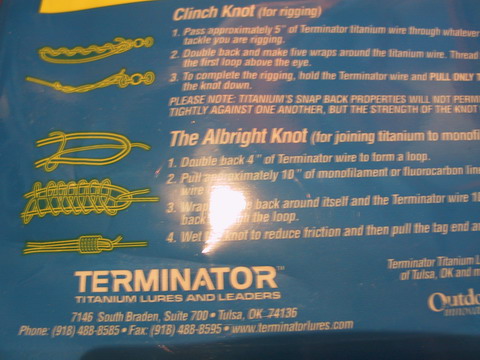 Clinch Knot (for rigging)
1. Pass approximately 5" of Terminator titanium wire through whatever
tackle you are rigging.
2. Double back and make five wraps around the titanium wire. Thread
the first loop above the eye.
3. To complete the rigging, hold the Terminator wire and PULL ONLY
the knot down.
PLEASE NOTE: TITANIUM'S SNAP BACK PROPERTIES WILL NOT
TIGHTLY AGAINST ONE ANOTHER, BUT THE STRENGTH OF THE KNOT
The Albright Knot (for joining titanium to
1. Double back 4" of Terminator wire to form a loop.
2. Pull approximately 10" of monofilament or fluorocarbon
wire
3. Wrap back around itself and the Terminator wire
back through the loop.
4. Wet the knot to reduce friction and then pull the tag end
TERMINATOR™
TITANIUM LURES AND LEADERS
7146 South Braden, Suite 700 • Tulsa, OK 74136
Phone: (918) 488-8585 • Fax: (918) 488-8595 • www.terminatorlures.com
Terminator Titanium
of Tulsa, OK and